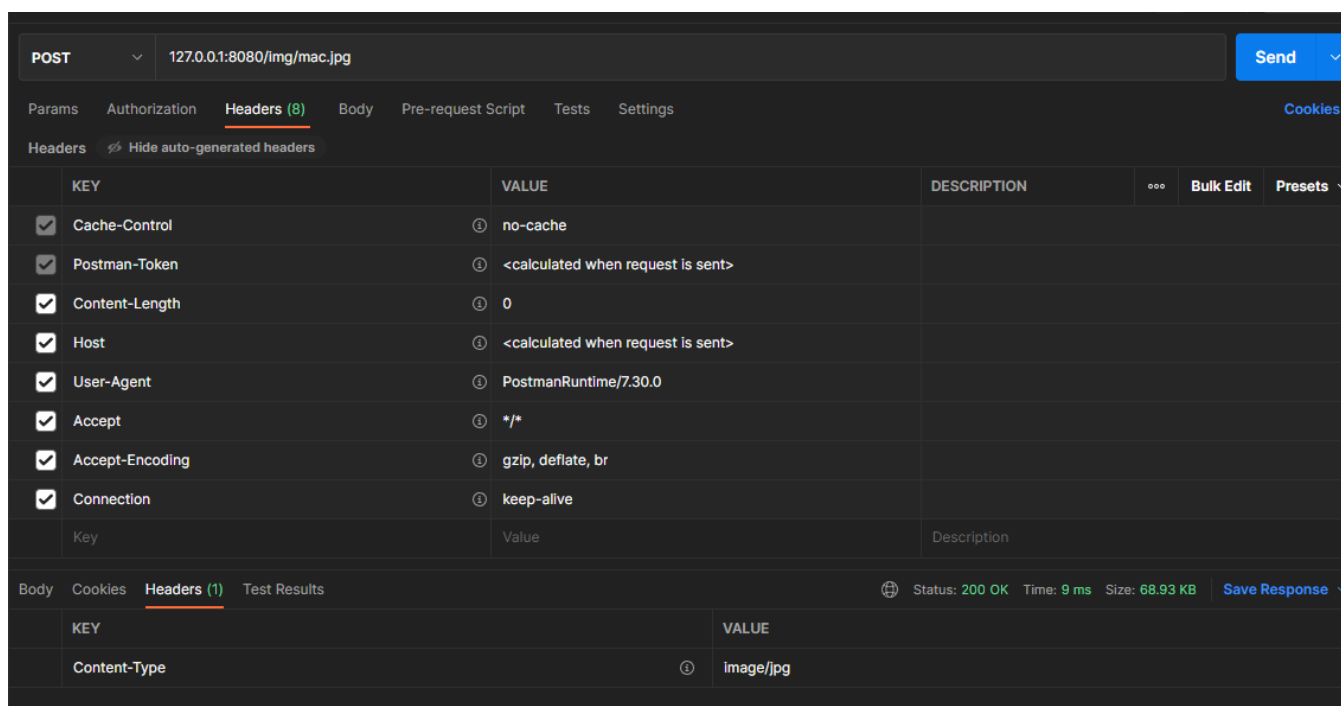 POST 127.0.0.1:8080/img/mac.jpg Send
Params Authorization Headers (8) Body Pre-request Script Tests Settings Cookies
Headers Hide auto-generated headers
KEY VALUE DESCRIPTION ooo Bulk Edit Presets
Cache-Control no-cache
Postman-Token <calculated when request is sent>
Content-Length 0
Host <calculated when request is sent>
User-Agent PostmanRuntime/7.30.0
Accept */*
Accept-Encoding gzip, deflate, br
Connection keep-alive
Key Value Description
Body Cookies Headers (1) Test Results Status: 200 OK Time: 9 ms Size: 68.93 KB Save Response
KEY VALUE
Content-Type image/jpg